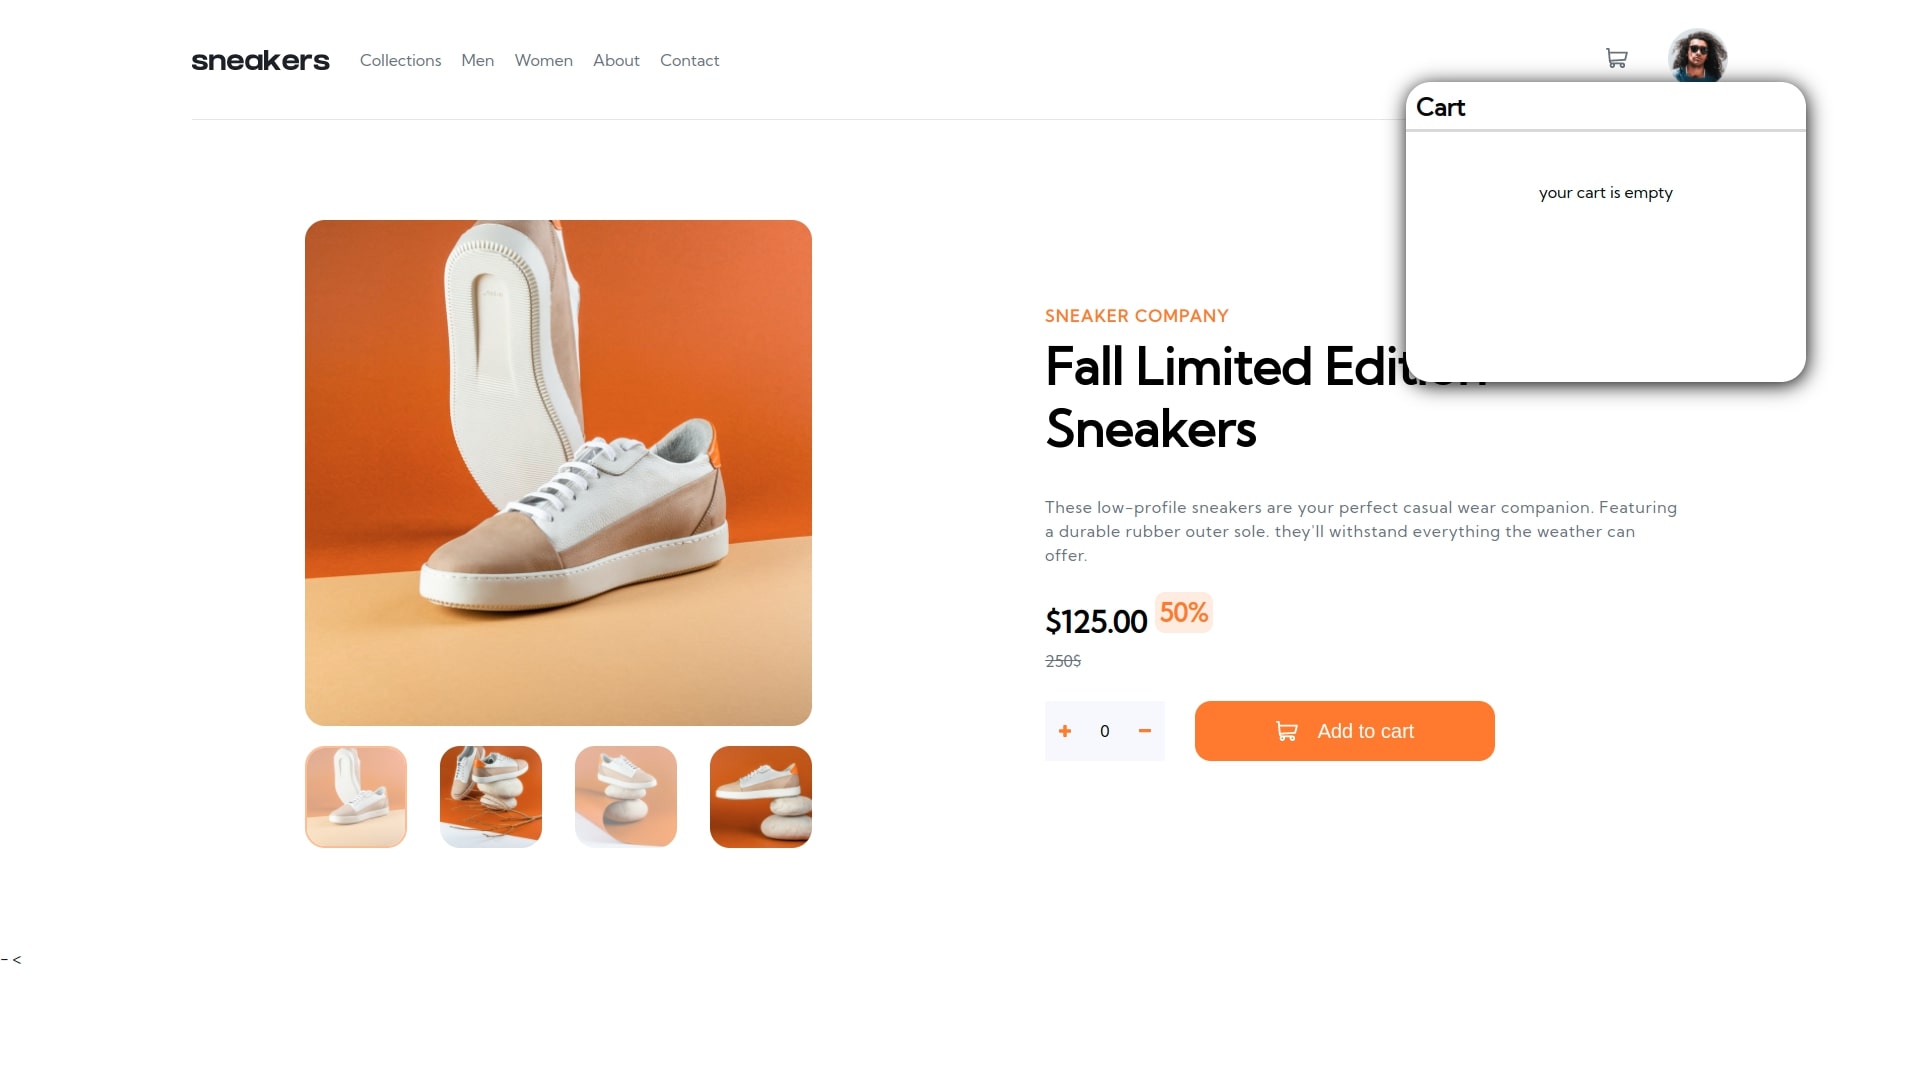 sneakers Collections Men Women About Contact
Cart
your cart is empty
SNEAKER COMPANY
Fall Limited Edition
Sneakers
These low-profile sneakers are your perfect casual wear companion. Featuring
a durable rubber outer sole. they'll withstand everything the weather can
offer.
$125.00 50%
250$
0
Add to cart
- <